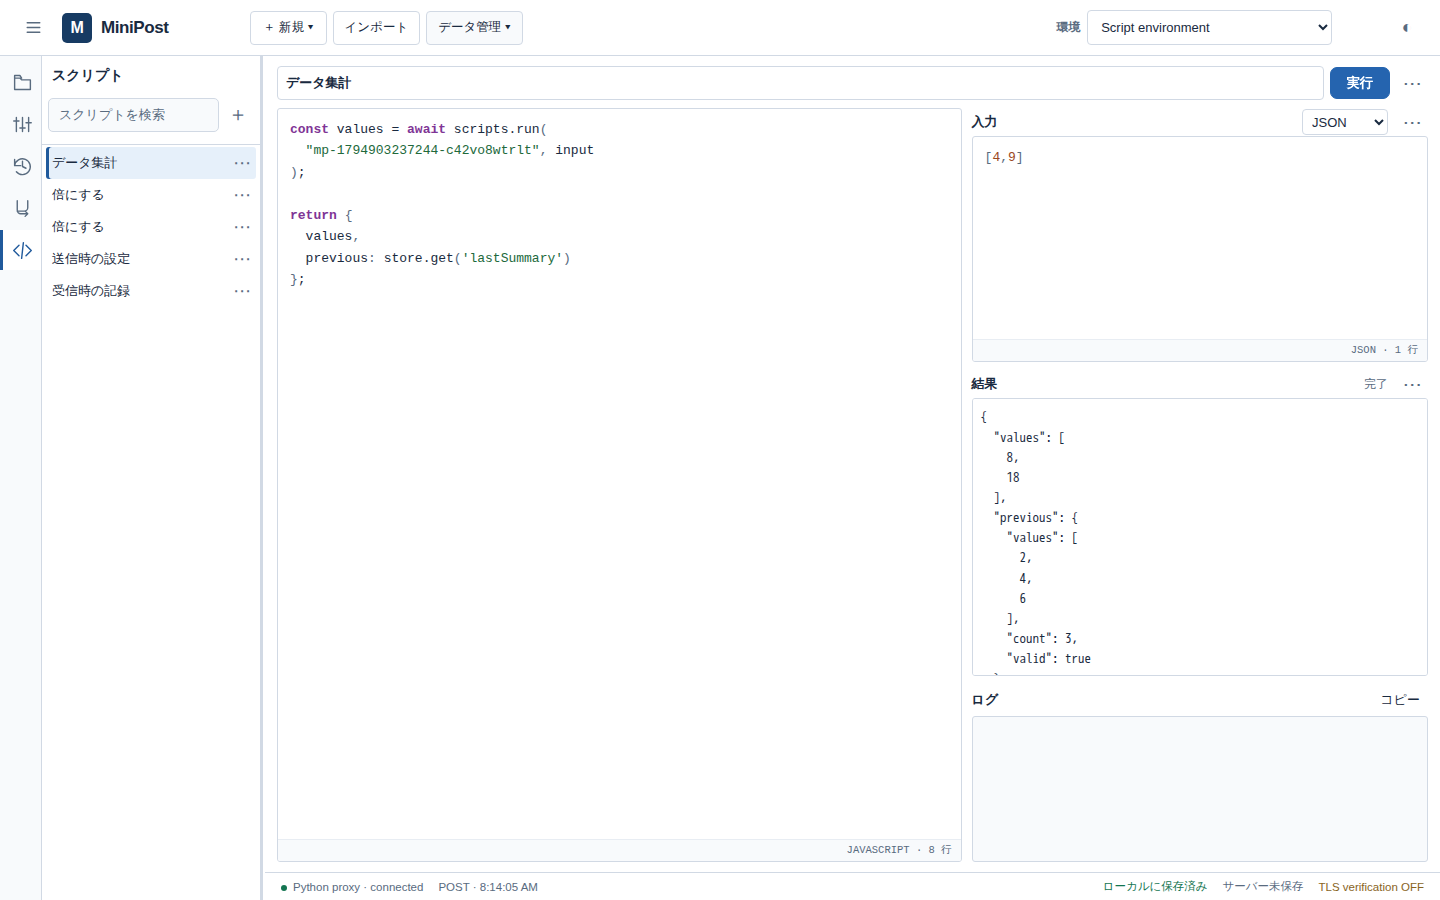 M MiniPost
＋ 新規 ▾
インポート
データ管理 ▾
環境
Script environment
スクリプト
スクリプトを検索
データ集計
倍にする
倍にする
送信時の設定
受信時の記録
データ集計
実行
const values = await scripts.run(
  "mp-1794903237244-c42vo8wtrlt", input
);

return {
  values,
  previous: store.get('lastSummary')
};
JAVASCRIPT · 8 行
入力
JSON
[4,9]
JSON · 1 行
結果
完了
{
  "values": [
    8,
    18
  ],
  "previous": {
    "values": [
      2,
      4,
      6
    ],
    "count": 3,
    "valid": true
ログ
コピー
Python proxy · connected
POST · 8:14:05 AM
ローカルに保存済み
サーバー未保存
TLS verification OFF